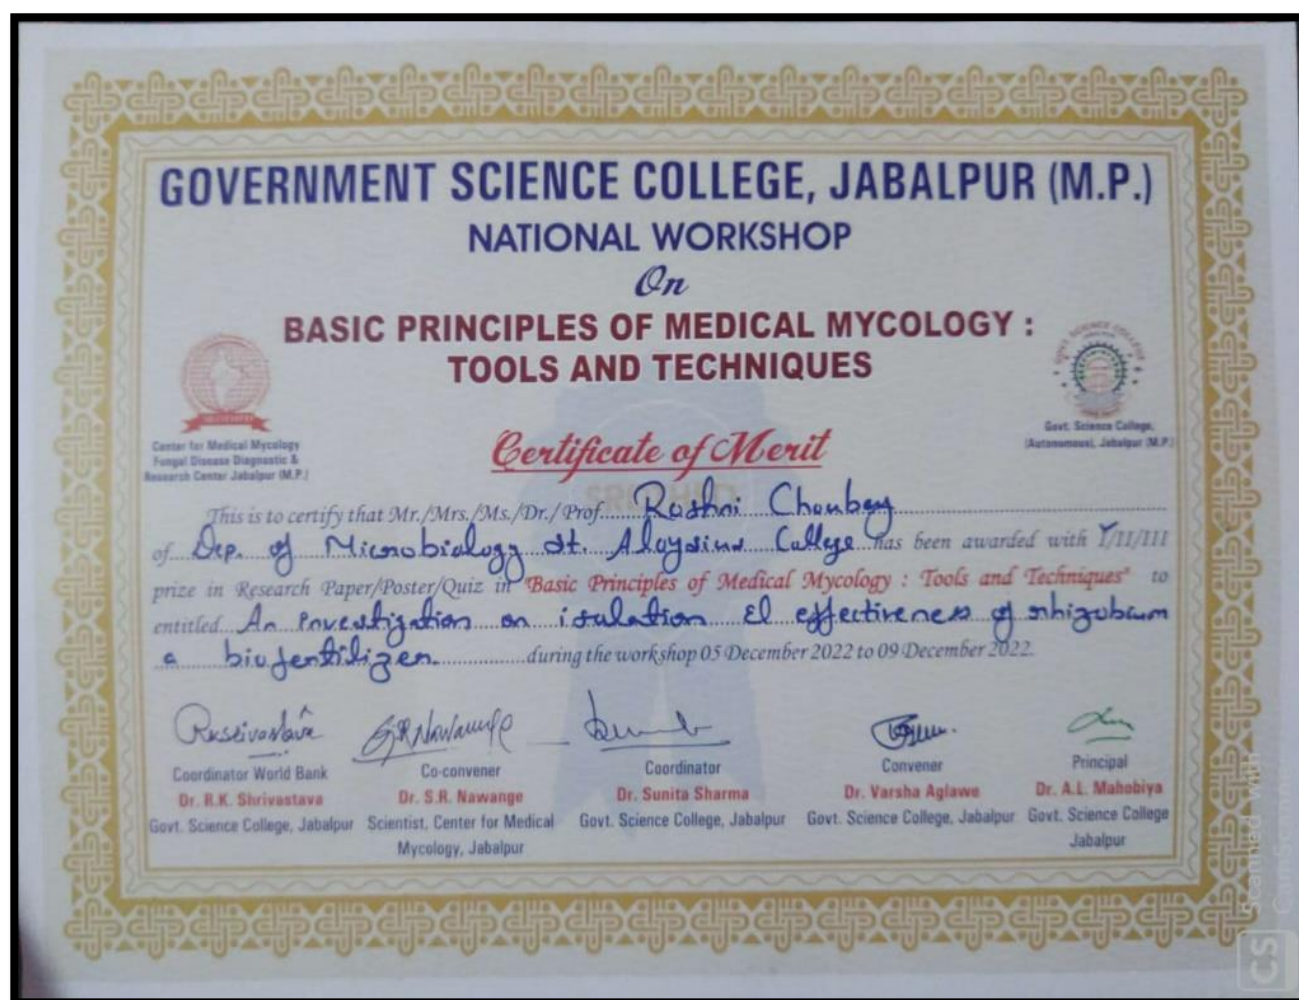 GOVERNMENT SCIENCE COLLEGE, JABALPUR (M.P.)
NATIONAL WORKSHOP
On
BASIC PRINCIPLES OF MEDICAL MYCOLOGY :
TOOLS AND TECHNIQUES
Center for Medical Mycology
Fungal Disease Diagnostic &
Research Center Jabalpur (M.P.)
Govt. Science College,
(Autonomous), Jabalpur (M.P.)
Certificate of Merit
This is to certify that Mr./Mrs./Ms./Dr./Prof. Roshni Choubey
of Dep. of Microbiology St. Aloysius College has been awarded with I/II/III
prize in Research Paper/Poster/Quiz in "Basic Principles of Medical Mycology : Tools and Techniques" to
entitled An Investigation on isolation & effectiveness of rhizobium
a biofertilizer. during the workshop 05 December 2022 to 09 December 2022.
Coordinator World Bank
Dr. R.K. Shrivastava
Govt. Science College, Jabalpur
Co-convener
Dr. S.R. Nawange
Scientist, Center for Medical
Mycology, Jabalpur
Coordinator
Dr. Sunita Sharma
Govt. Science College, Jabalpur
Convener
Dr. Varsha Aglawe
Govt. Science College, Jabalpur
Principal
Dr. A.L. Mahobiya
Govt. Science College
Jabalpur
Scanned with
CamScanner
CS